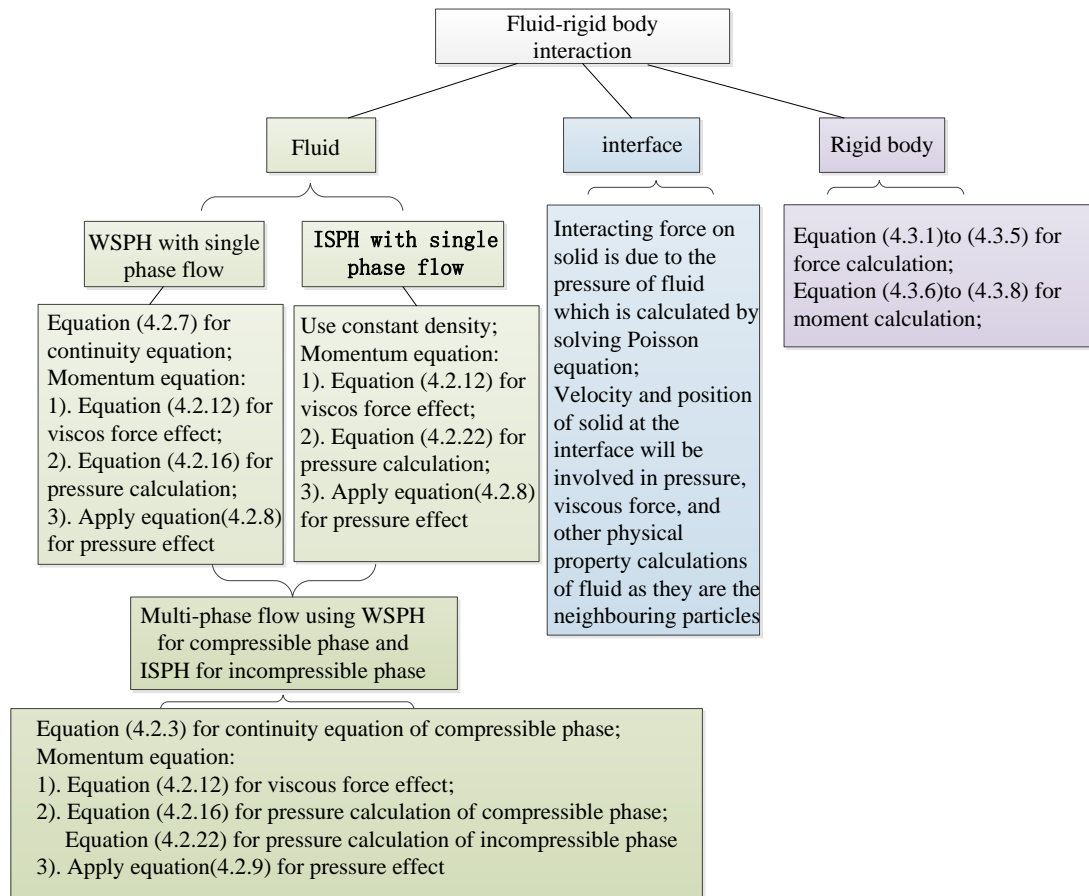 Fluid-rigid body
interaction
Fluid
interface
Rigid body
WSPH with single
phase flow
ISPH with single
phase flow
Equation (4.2.7) for
continuity equation;
Momentum equation:
1). Equation (4.2.12) for
viscos force effect;
2). Equation (4.2.16) for
pressure calculation;
3). Apply equation(4.2.8)
for pressure effect
Use constant density;
Momentum equation:
1). Equation (4.2.12) for
viscous force effect;
2). Equation (4.2.22) for
pressure calculation;
3). Apply equation(4.2.8)
for pressure effect
Interacting force on
solid is due to the
pressure of fluid
which is calculated by
solving Poisson
equation;
Velocity and position
of solid at the
interface will be
involved in pressure,
viscous force, and
other physical
property calculations
of fluid as they are the
neighbouring particles
Equation (4.3.1)to (4.3.5) for
force calculation;
Equation (4.3.6)to (4.3.8) for
moment calculation;
Multi-phase flow using WSPH
for compressible phase and
ISPH for incompressible phase
Equation (4.2.3) for continuity equation of compressible phase;
Momentum equation:
1). Equation (4.2.12) for viscous force effect;
2). Equation (4.2.16) for pressure calculation of compressible phase;
Equation (4.2.22) for pressure calculation of incompressible phase
3). Apply equation(4.2.9) for pressure effect